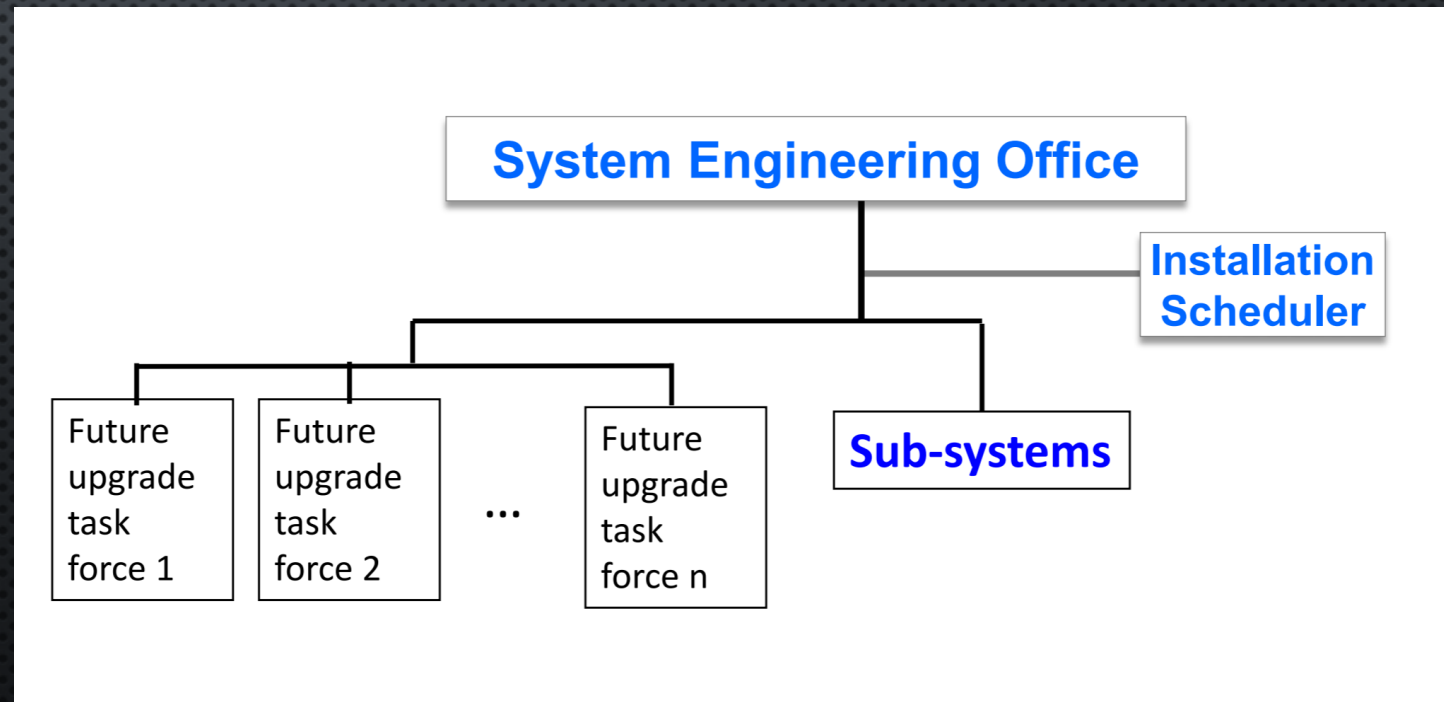 System Engineering Office
Installation
Scheduler
Future
upgrade
task
force 1
Future
upgrade
task
force 2
...
Future
upgrade
task
force n
Sub-systems